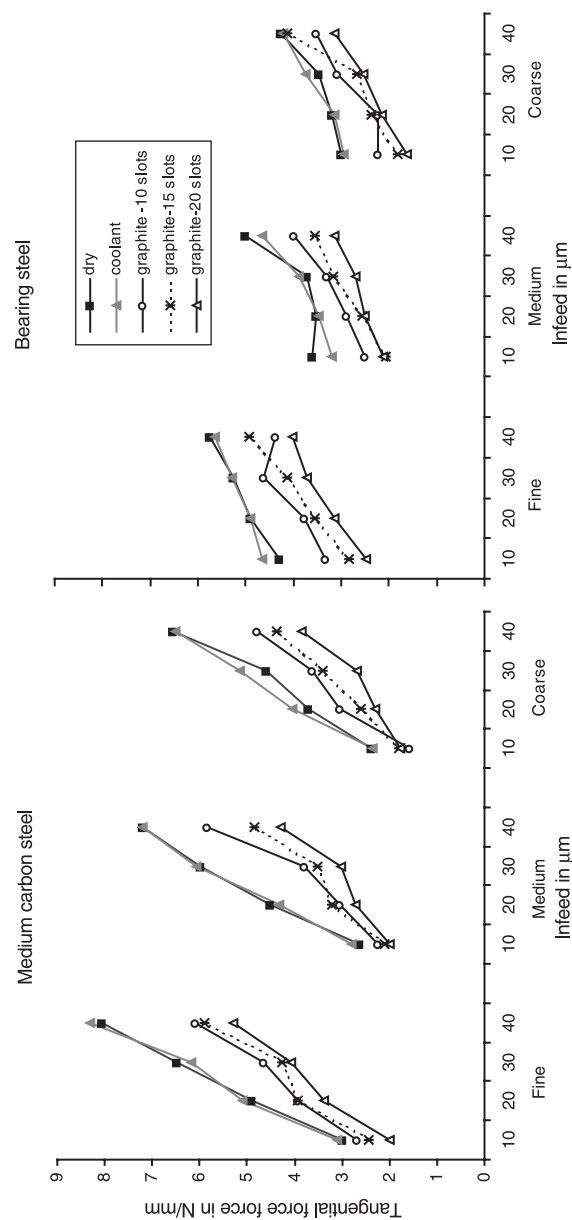 Medium carbon steel
Bearing steel
dry
coolant
graphite-10 slots
graphite-15 slots
graphite-20 slots
Tangential force in N/mm
9
8
7
6
5
4
3
2
1
0
10 20 30 40 10 20 30 40 10 20 30 40
Fine Medium Coarse
Infeed in μm
10 20 30 40 10 20 30 40 10 20 30 40
Fine Medium Coarse
Infeed in μm